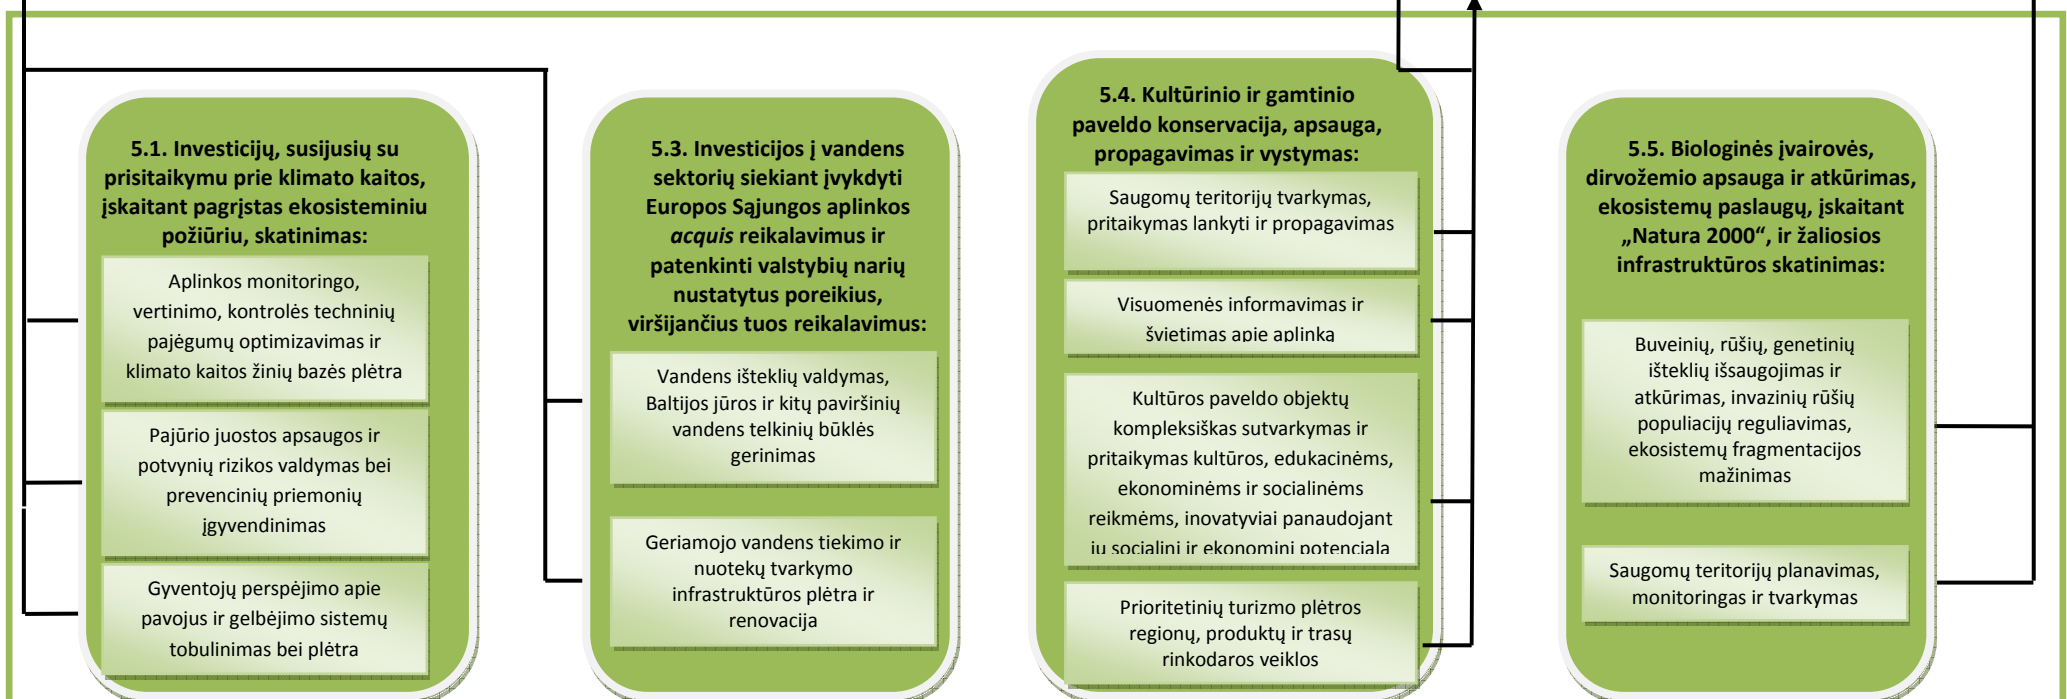 5.1. Investicijų, susijusių su
prisitaikymu prie klimato kaitos,
įskaitant pagrįstas ekosisteminiu
požiūriu, skatinimas:
Aplinkos monitoringo,
vertinimo, kontrolės techninių
pajėgumų optimizavimas ir
klimato kaitos žinių bazės plėtra
Pajūrio juostos apsaugos ir
potvynių rizikos valdymas bei
prevencinių priemonių
įgyvendinimas
Gyventojų perspėjimo apie
pavojus ir gelbėjimo sistemų
tobulinimas bei plėtra
5.3. Investicijos į vandens
sektorių siekiant įvykdyti
Europos Sąjungos aplinkos
acquis reikalavimus ir
patenkinti valstybių narių
nustatytus poreikius,
viršijančius tuos reikalavimus:
Vandens išteklių valdymas,
Baltijos jūros ir kitų paviršinių
vandens telkinių būklės
gerinimas
Geriamojo vandens tiekimo ir
nuotekų tvarkymo
infrastruktūros plėtra ir
renovacija
5.4. Kultūrinio ir gamtinio
paveldo konservacija, apsauga,
propagavimas ir vystymas:
Saugomų teritorijų tvarkymas,
pritaikymas lankyti ir propagavimas
Visuomenės informavimas ir
švietimas apie aplinką
Kultūros paveldo objektų
kompleksiškas sutvarkymas ir
pritaikymas kultūros, edukacinėms,
ekonominėms ir socialinėms
reikmėms, inovatyviai panaudojant
jų socialinį ir ekonominį potencialą
Prioritetinių turizmo plėtros
regionų, produktų ir trasų
rinkodaros veiklos
5.5. Biologinės įvairovės,
dirvožemio apsauga ir atkūrimas,
ekosistemų paslaugų, įskaitant
„Natura 2000“, ir žaliosios
infrastruktūros skatinimas:
Buveinių, rūšių, genetinių
išteklių išsaugojimas ir
atkūrimas, invazinių rūšių
populiacijų reguliavimas,
ekosistemų fragmentacijos
mažinimas
Saugomų teritorijų planavimas,
monitoringas ir tvarkymas